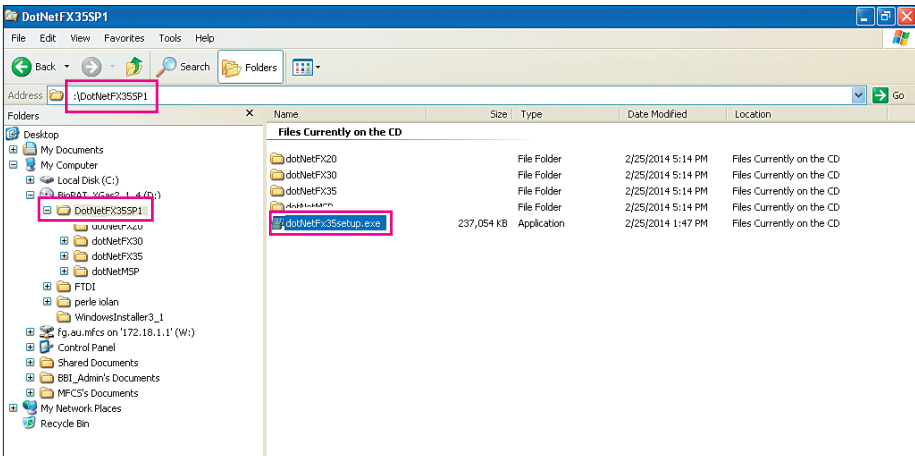 DotNetFX35SP1
File Edit View Favorites Tools Help
Back Search Folders
Address :\DotNetFX35SP1 Go
Folders x
Name Size Type Date Modified Location
Desktop
My Documents
My Computer
Local Disk (C:)
BioPAT_XGas2_1_4 (D:)
DotNetFX35SP1
dotNetFX20
dotNetFX30
dotNetFX35
dotNetMSP
FTDI
perle iolan
WindowsInstaller3_1
fg.au.mfcs on '172.18.1.1' (W:)
Control Panel
Shared Documents
BBI_Admin's Documents
MFCS's Documents
My Network Places
Recycle Bin
Files Currently on the CD
dotNetFX20 File Folder 2/25/2014 5:14 PM Files Currently on the CD
dotNetFX30 File Folder 2/25/2014 5:14 PM Files Currently on the CD
dotNetFX35 File Folder 2/25/2014 5:14 PM Files Currently on the CD
dotNetMSP File Folder 2/25/2014 5:14 PM Files Currently on the CD
dotNetFx35setup.exe 237,054 KB Application 2/25/2014 1:47 PM Files Currently on the CD